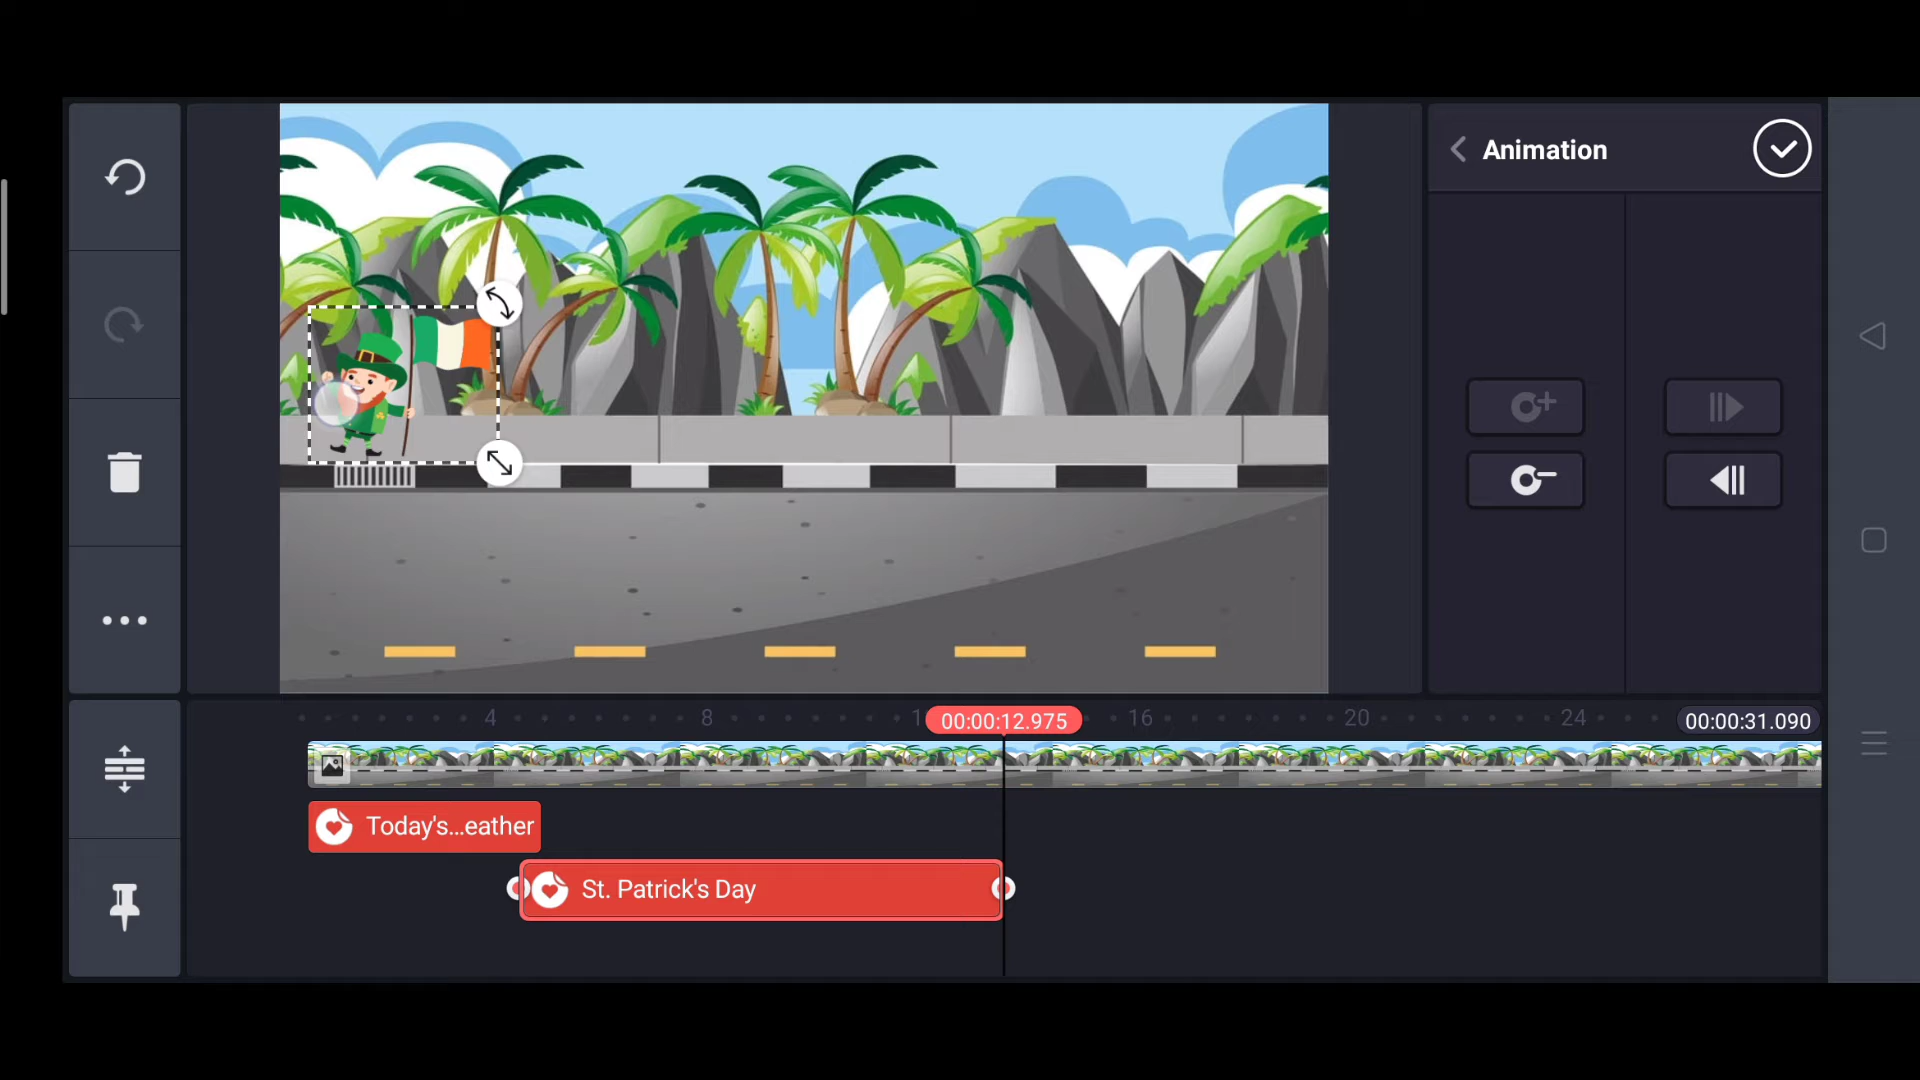 Animation
4
8
1
00:00:12.975
16
20
24
00:00:31.090
Today's...eather
St. Patrick's Day